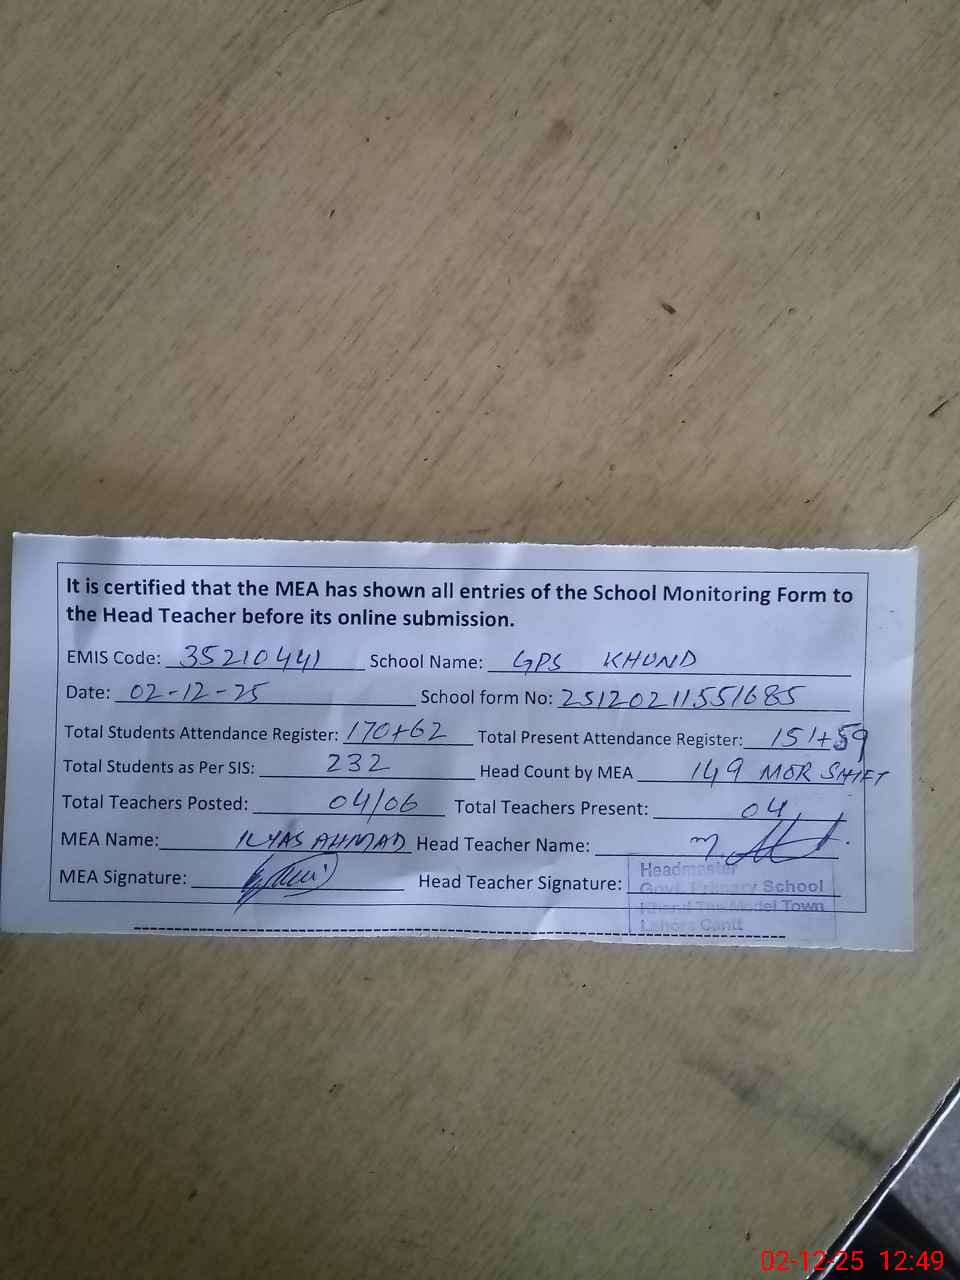 It is certified that the MEA has shown all entries of the School Monitoring Form to
the Head Teacher before its online submission.
EMIS Code: 35210441 School Name: GPS KHUND
Date: 02-12-25 School form No: 25120211551685
Total Students Attendance Register: 170+62 Total Present Attendance Register: 151+59
Total Students as Per SIS: 232 Head Count by MEA 149 MOR SHIFT
Total Teachers Posted: 04/06 Total Teachers Present: 04
MEA Name: ILYAS AHMAD Head Teacher Name:
MEA Signature: Head Teacher Signature:
Headmaster
Govt. Primary School
Model Town
Lahore Cantt
02-12-25 12:49